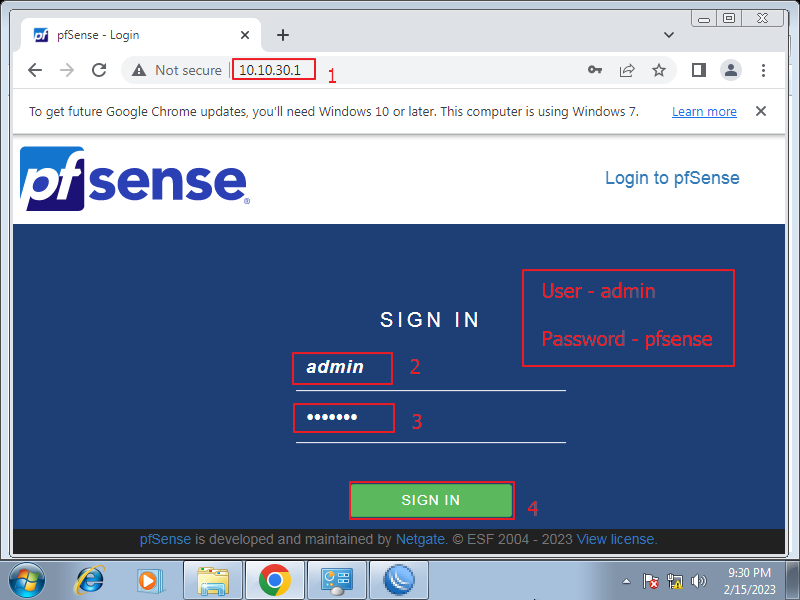 pfSense - Login
Not secure
10.10.30.1
1
To get future Google Chrome updates, you'll need Windows 10 or later. This computer is using Windows 7.
Learn more
pfsense®
Login to pfSense
User - admin
Password - pfsense
SIGN IN
admin
2
•••••••
3
SIGN IN
4
pfSense is developed and maintained by Netgate. © ESF 2004 - 2023 View license.
9:30 PM
2/15/2023